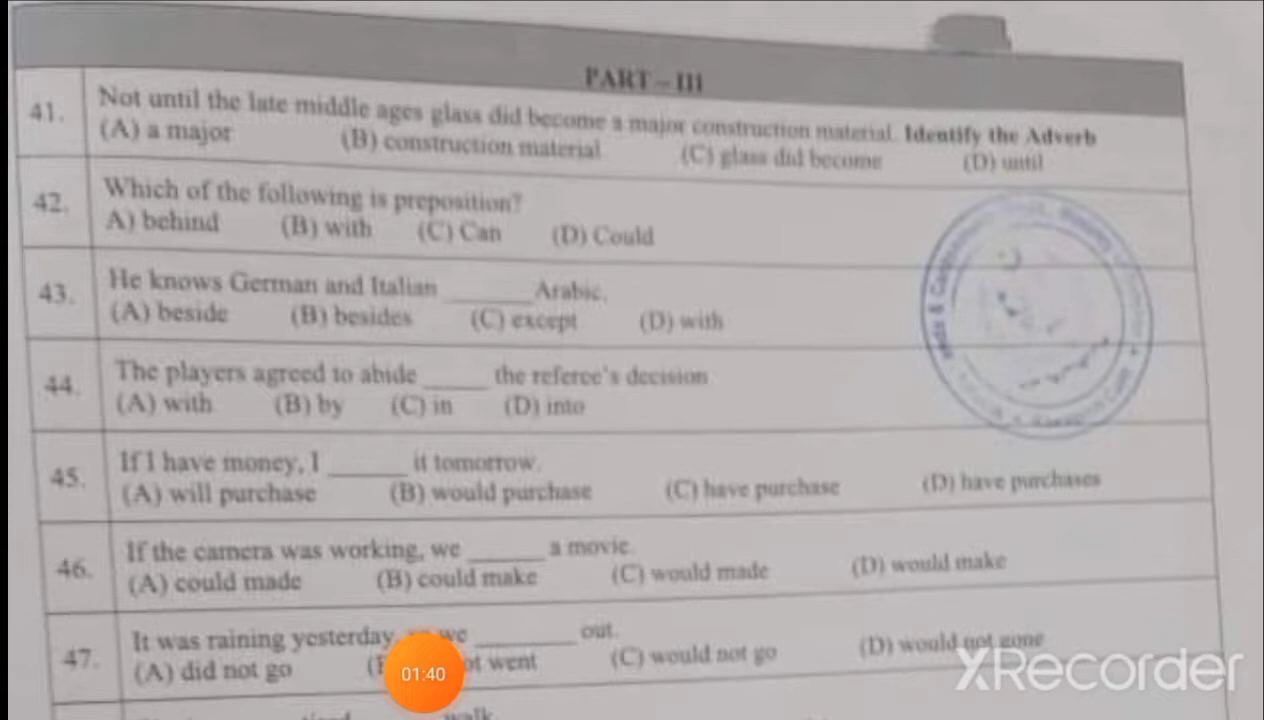 PART – III
41. Not until the late middle ages glass did become a major construction material. Identify the Adverb
(A) a major (B) construction material (C) glass did become (D) until
42. Which of the following is preposition?
A) behind (B) with (C) Can (D) Could
43. He knows German and Italian ______ Arabic.
(A) beside (B) besides (C) except (D) with
44. The players agreed to abide _____ the referee's decision
(A) with (B) by (C) in (D) into
45. If I have money, I ______ it tomorrow.
(A) will purchase (B) would purchase (C) have purchase (D) have purchases
46. If the camera was working, we ______ a movie.
(A) could made (B) could make (C) would made (D) would make
47. It was raining yesterday, we ________ out.
(A) did not go went (C) would not go (D) would not gone
01:40
XRecorder
walk